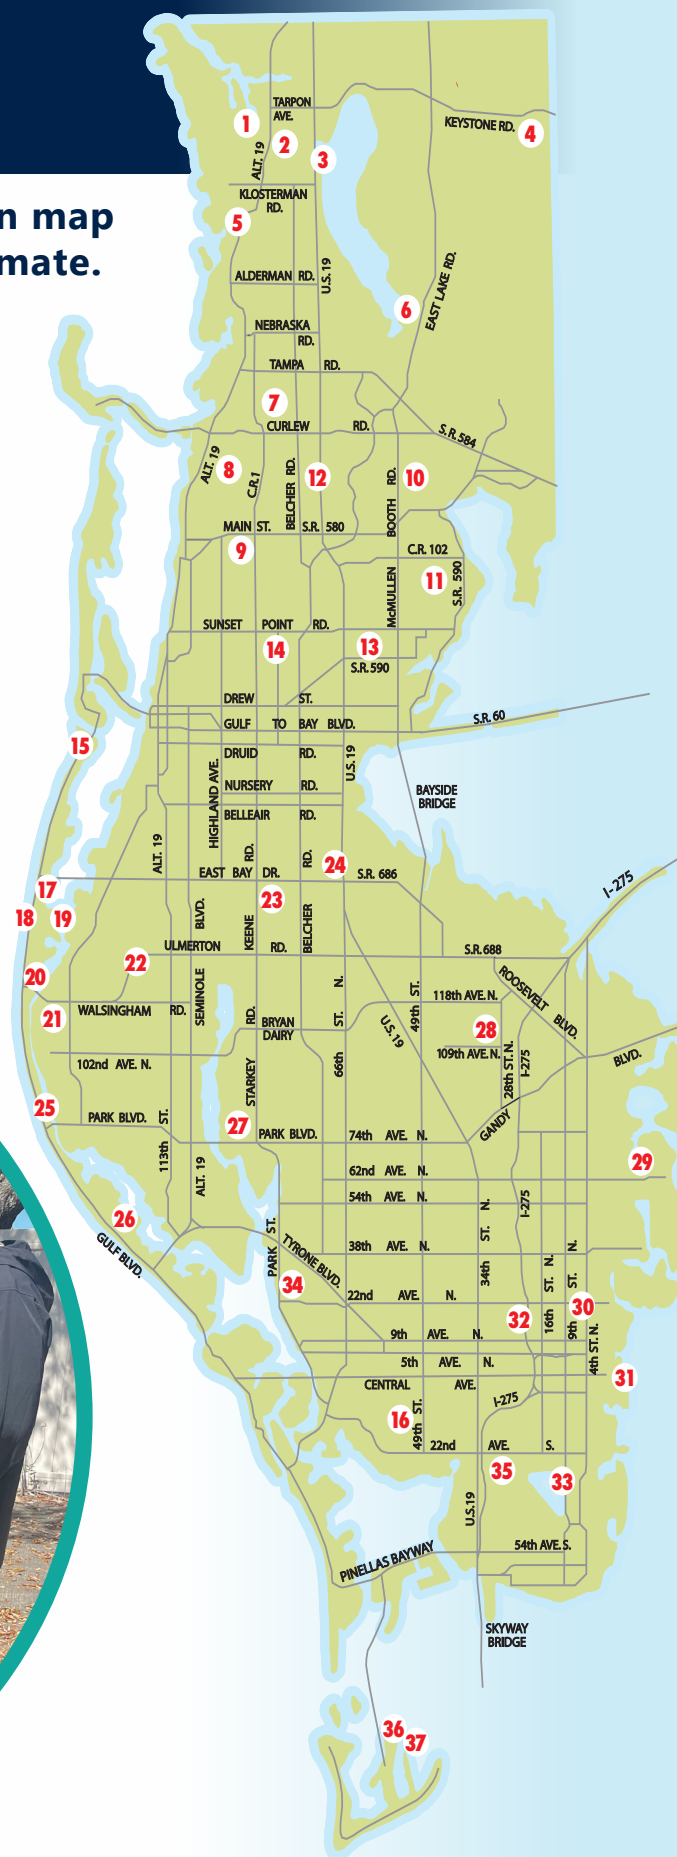 n map
mate.
TARPON
AVE.
KEYSTONE RD.
1
2
3
4
ALT. 19
KLOSTERMAN
RD.
5
ALDERMAN RD.
U.S. 19
EAST LAKE RD.
6
NEBRASKA
RD.
TAMPA RD.
7
CURLEW RD.
S.R. 584
ALT. 19
8
C.R.1
BELCHER RD.
12
BOOTH RD.
10
MAIN ST. S.R. 580
9
C.R. 102
11
S.R. 590
McMULLEN
SUNSET POINT RD.
14
13
S.R. 590
DREW ST.
GULF TO BAY BLVD.
S.R. 60
15
DRUID RD.
U.S. 19
HIGHLAND AVE.
NURSERY RD.
BAYSIDE
BRIDGE
BELLEAIR RD.
ALT. 19
RD.
RD.
24
EAST BAY DR.
S.R. 686
I-275
17
18
19
23
BLVD.
KEENE
BELCHER
ULMERTON RD.
S.R. 688
22
20
ROOSEVELT BLVD.
SEMINOLE
118th AVE. N.
49th ST.
66th ST. N.
WALSINGHAM RD.
21
RD.
BRYAN
DAIRY
U.S. 19
28
109th AVE. N.
28th ST. N.
I-275
BLVD.
102nd AVE. N.
STARKEY
25
PARK BLVD.
27
PARK BLVD.
74th AVE. N.
GANDY
113th ST.
ALT. 19
62nd AVE. N.
29
54th AVE. N.
I-275
26
GULF BLVD.
PARK ST.
TYRONE BLVD.
38th AVE. N.
34th ST. N.
16th ST. N.
9th ST. N.
34
22nd AVE. N.
30
32
9th AVE. N.
4th ST. N.
5th AVE. N.
31
CENTRAL AVE.
I-275
16
49th ST.
22nd AVE. S.
35
33
U.S.19
54th AVE. S.
PINELLAS BAYWAY
SKYWAY
BRIDGE
36
37